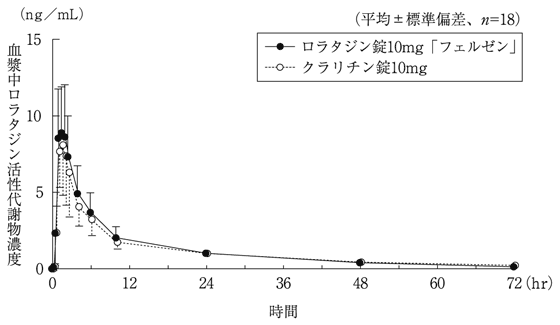 (ng／mL)
(平均±標準偏差、n=18)
ロラタジン錠10mg「フェルゼン」
クラリチン錠10mg
血漿中ロラタジン活性代謝物濃度
15
10
5
0
0 12 24 36 48 60 72(hr)
時間